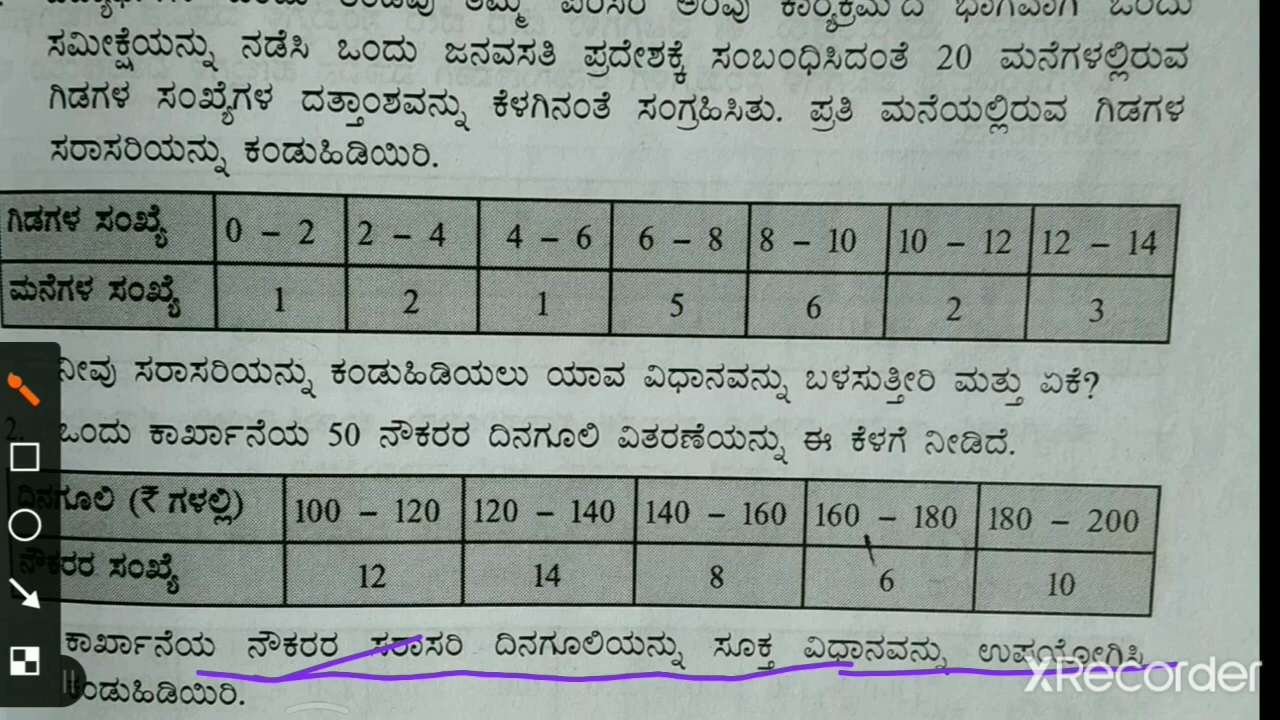 ಸಮೀಕ್ಷೆಯನ್ನು ನಡೆಸಿ ಒಂದು ಜನವಸತಿ ಪ್ರದೇಶಕ್ಕೆ ಸಂಬಂಧಿಸಿದಂತೆ 20 ಮನೆಗಳಲ್ಲಿರುವ
ಗಿಡಗಳ ಸಂಖ್ಯೆಗಳ ದತ್ತಾಂಶವನ್ನು ಕೆಳಗಿನಂತೆ ಸಂಗ್ರಹಿಸಿತು. ಪ್ರತಿ ಮನೆಯಲ್ಲಿರುವ ಗಿಡಗಳ
ಸರಾಸರಿಯನ್ನು ಕಂಡುಹಿಡಿಯಿರಿ.
ಗಿಡಗಳ ಸಂಖ್ಯೆ 0 – 2 2 – 4 4 – 6 6 – 8 8 – 10 10 – 12 12 – 14
ಮನೆಗಳ ಸಂಖ್ಯೆ 1 2 1 5 6 2 3
ನೀವು ಸರಾಸರಿಯನ್ನು ಕಂಡುಹಿಡಿಯಲು ಯಾವ ವಿಧಾನವನ್ನು ಬಳಸುತ್ತೀರಿ ಮತ್ತು ಏಕೆ?
2. ಒಂದು ಕಾರ್ಖಾನೆಯ 50 ನೌಕರರ ದಿನಗೂಲಿ ವಿತರಣೆಯನ್ನು ಈ ಕೆಳಗೆ ನೀಡಿದೆ.
ದಿನಗೂಲಿ (₹ ಗಳಲ್ಲಿ) 100 – 120 120 – 140 140 – 160 160 – 180 180 – 200
ನೌಕರರ ಸಂಖ್ಯೆ 12 14 8 6 10
ಕಾರ್ಖಾನೆಯ ನೌಕರರ ಸರಾಸರಿ ದಿನಗೂಲಿಯನ್ನು ಸೂಕ್ತ ವಿಧಾನವನ್ನು ಉಪಯೋಗಿಸಿ
ಕಂಡುಹಿಡಿಯಿರಿ.
XRecorder